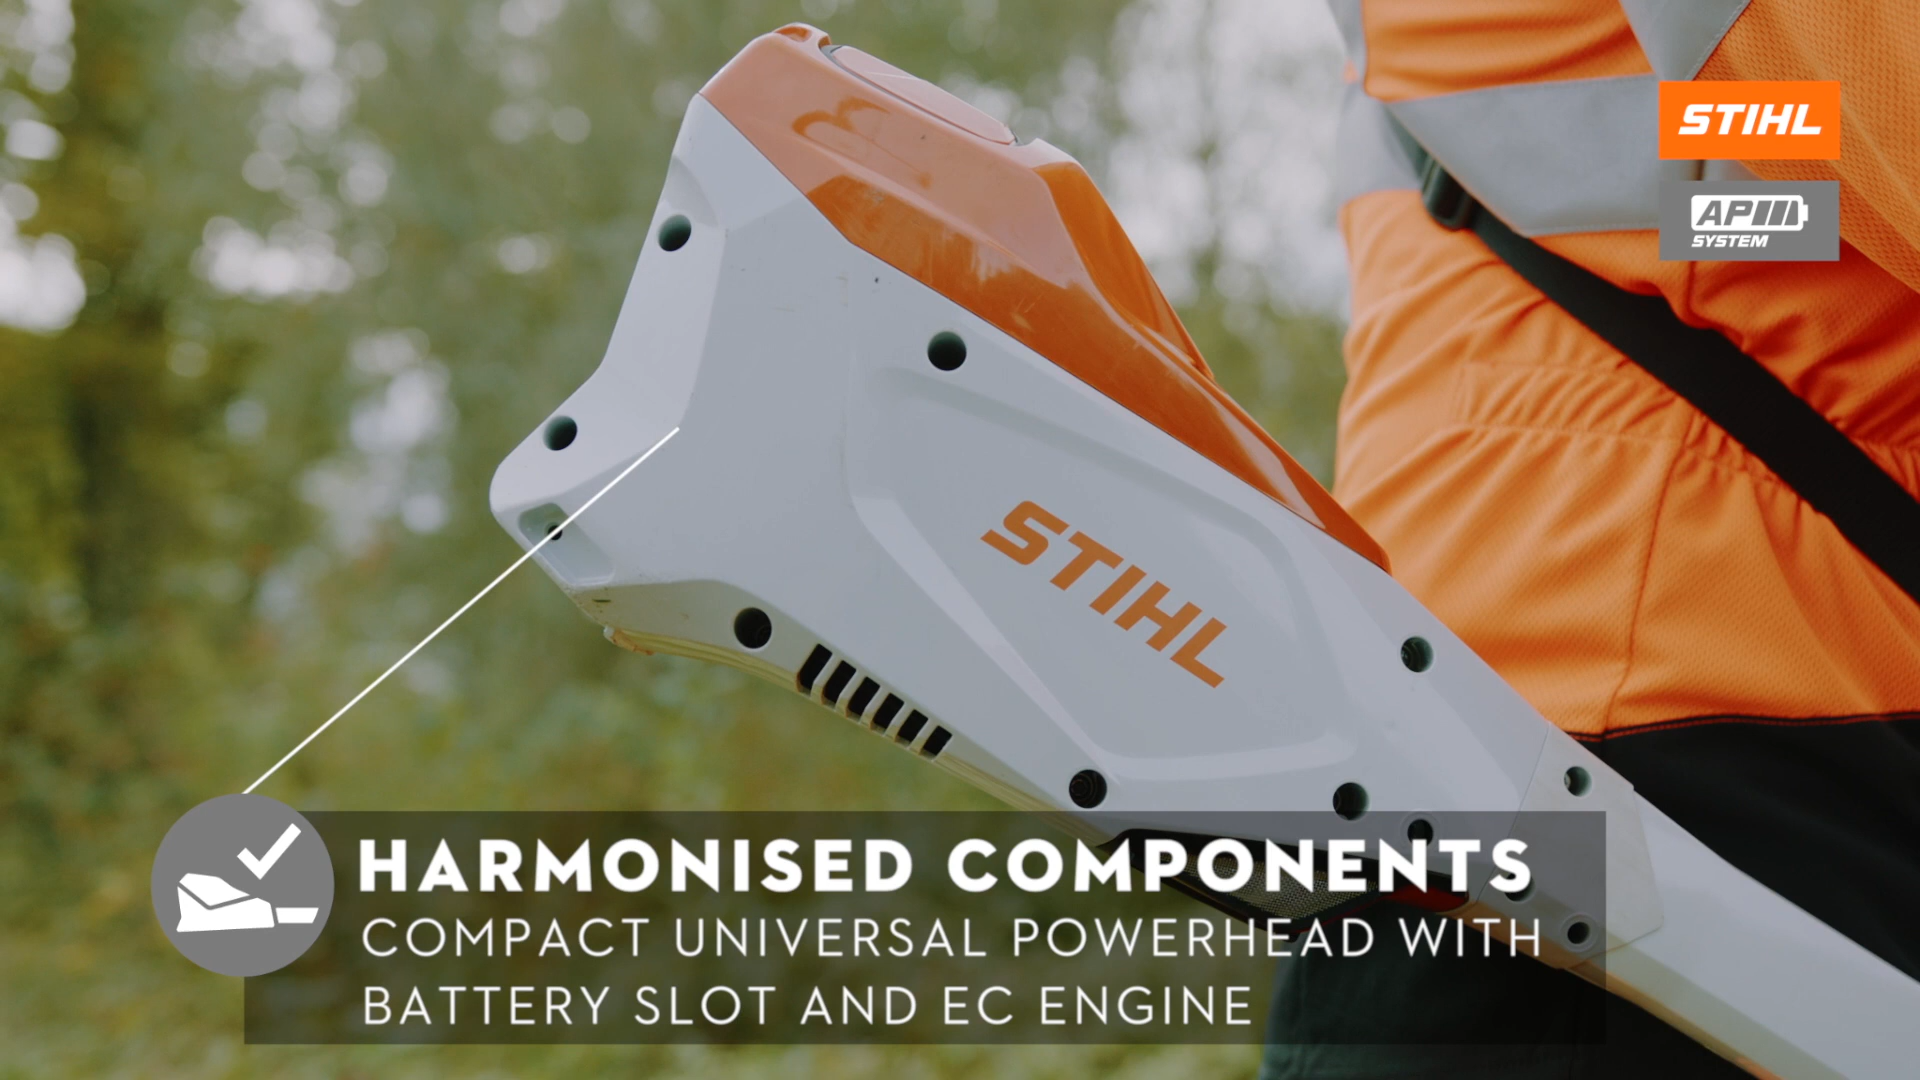 STIHL
AP
SYSTEM
STIHL
HARMONISED COMPONENTS
COMPACT UNIVERSAL POWERHEAD WITH
BATTERY SLOT AND EC ENGINE